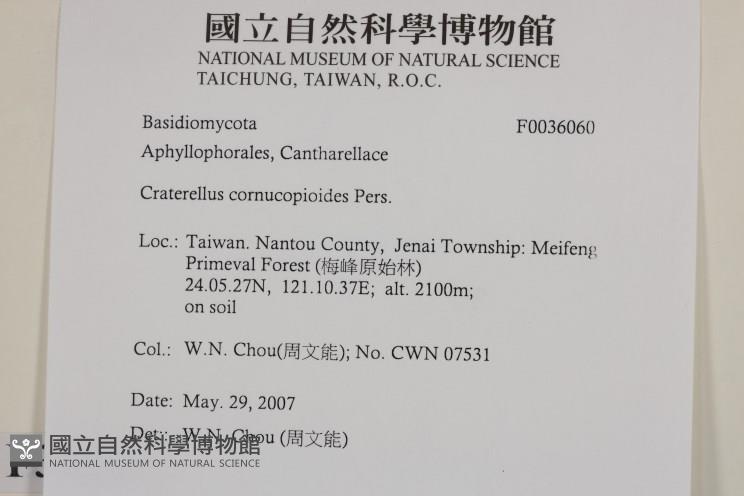 國立自然科學博物館
NATIONAL MUSEUM OF NATURAL SCIENCE
TAICHUNG, TAIWAN, R.O.C.
Basidiomycota F0036060
Aphyllophorales, Cantharellace
Craterellus cornucopioides Pers.
Loc.: Taiwan. Nantou County, Jenai Township: Meifeng
Primeval Forest (梅峰原始林)
24.05.27N, 121.10.37E; alt. 2100m;
on soil
Col.: W.N. Chou(周文能); No. CWN 07531
Date: May. 29, 2007
Det.: W.N. Chou (周文能)
國立自然科學博物館
NATIONAL MUSEUM OF NATURAL SCIENCE